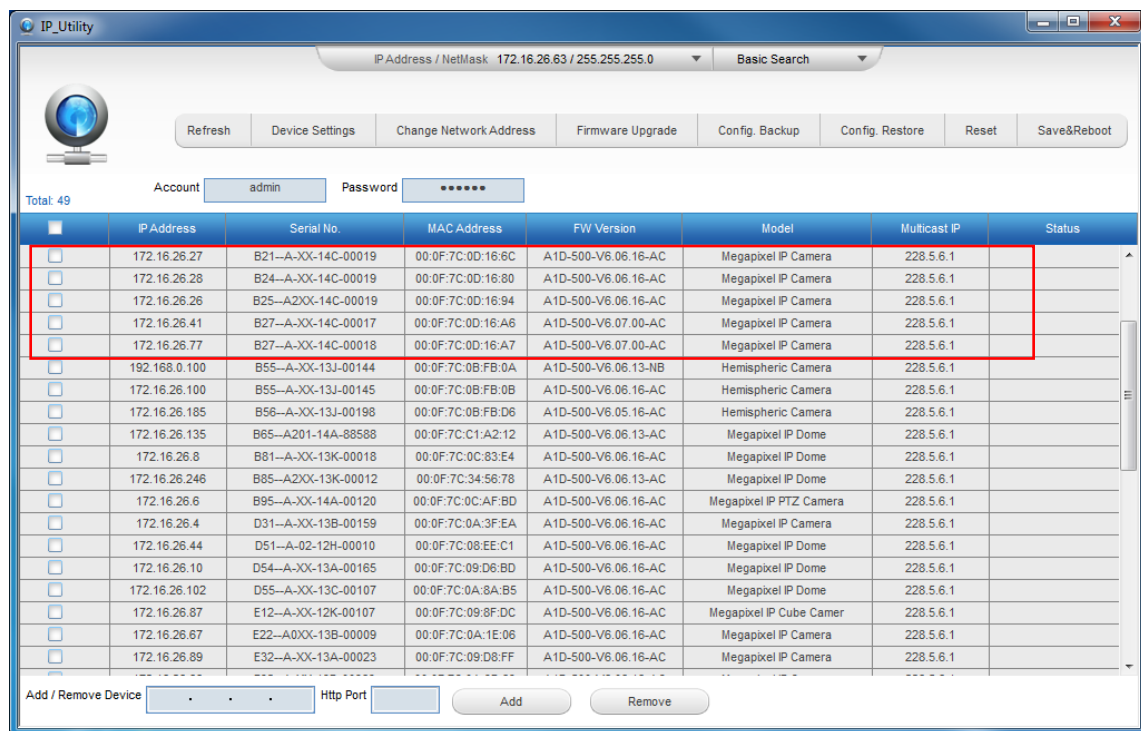 IP_Utility
IP Address / NetMask 172.16.26.63 / 255.255.255.0 Basic Search
Refresh Device Settings Change Network Address Firmware Upgrade Config. Backup Config. Restore Reset Save&Reboot
Account admin Password ••••••
Total: 49
IP Address Serial No. MAC Address FW Version Model Multicast IP Status
172.16.26.27 B21--A-XX-14C-00019 00:0F:7C:0D:16:6C A1D-500-V6.06.16-AC Megapixel IP Camera 228.5.6.1
172.16.26.28 B24--A-XX-14C-00019 00:0F:7C:0D:16:80 A1D-500-V6.06.16-AC Megapixel IP Camera 228.5.6.1
172.16.26.26 B25--A2XX-14C-00019 00:0F:7C:0D:16:94 A1D-500-V6.06.16-AC Megapixel IP Camera 228.5.6.1
172.16.26.41 B27--A-XX-14C-00017 00:0F:7C:0D:16:A6 A1D-500-V6.07.00-AC Megapixel IP Camera 228.5.6.1
172.16.26.77 B27--A-XX-14C-00018 00:0F:7C:0D:16:A7 A1D-500-V6.07.00-AC Megapixel IP Camera 228.5.6.1
192.168.0.100 B55--A-XX-13J-00144 00:0F:7C:0B:FB:0A A1D-500-V6.06.13-NB Hemispheric Camera 228.5.6.1
172.16.26.100 B55--A-XX-13J-00145 00:0F:7C:0B:FB:0B A1D-500-V6.06.16-AC Hemispheric Camera 228.5.6.1
172.16.26.185 B56--A-XX-13J-00198 00:0F:7C:0B:FB:D6 A1D-500-V6.05.16-AC Hemispheric Camera 228.5.6.1
172.16.26.135 B65--A201-14A-88588 00:0F:7C:C1:A2:12 A1D-500-V6.06.13-AC Megapixel IP Dome 228.5.6.1
172.16.26.8 B81--A-XX-13K-00018 00:0F:7C:0C:83:E4 A1D-500-V6.06.16-AC Megapixel IP Dome 228.5.6.1
172.16.26.246 B85--A2XX-13K-00012 00:0F:7C:34:56:78 A1D-500-V6.06.13-AC Megapixel IP Dome 228.5.6.1
172.16.26.6 B95--A-XX-14A-00120 00:0F:7C:0C:AF:BD A1D-500-V6.06.16-AC Megapixel IP PTZ Camera 228.5.6.1
172.16.26.4 D31--A-XX-13B-00159 00:0F:7C:0A:3F:EA A1D-500-V6.06.16-AC Megapixel IP Camera 228.5.6.1
172.16.26.44 D51--A-02-12H-00010 00:0F:7C:08:EE:C1 A1D-500-V6.06.16-AC Megapixel IP Dome 228.5.6.1
172.16.26.10 D54--A-XX-13A-00165 00:0F:7C:09:D6:BD A1D-500-V6.06.16-AC Megapixel IP Dome 228.5.6.1
172.16.26.102 D55--A-XX-13C-00107 00:0F:7C:0A:8A:B5 A1D-500-V6.06.16-AC Megapixel IP Dome 228.5.6.1
172.16.26.87 E12--A-XX-12K-00107 00:0F:7C:09:8F:DC A1D-500-V6.06.16-AC Megapixel IP Cube Camer 228.5.6.1
172.16.26.67 E22--A0XX-13B-00009 00:0F:7C:0A:1E:06 A1D-500-V6.06.16-AC Megapixel IP Camera 228.5.6.1
172.16.26.89 E32--A-XX-13A-00023 00:0F:7C:09:D8:FF A1D-500-V6.06.16-AC Megapixel IP Camera 228.5.6.1
Add / Remove Device . . . Http Port Add Remove